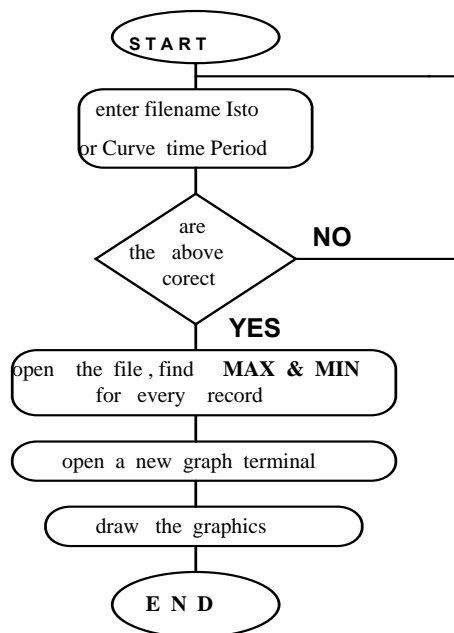 START
enter filename Isto
or Curve time Period
are
the above
corect
NO
YES
open the file , find MAX & MIN
for every record
open a new graph terminal
draw the graphics
END